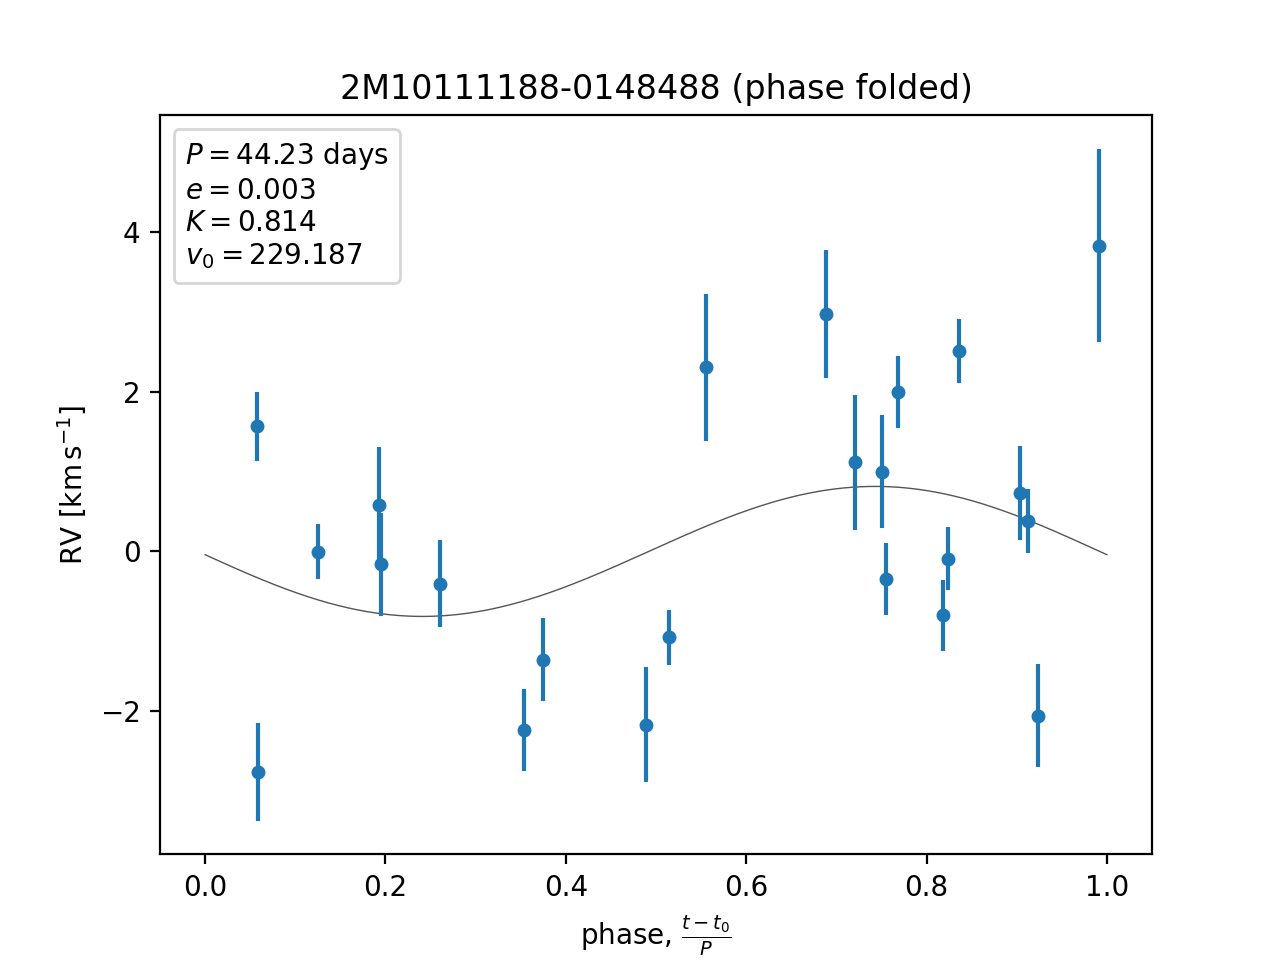 2M10111188-0148488 (phase folded)
P = 44.23 days
e = 0.003
K = 0.814
v₀ = 229.187
4
2
0
−2
RV [km s⁻¹]
0.0 0.2 0.4 0.6 0.8 1.0
phase, (t − t₀)/P